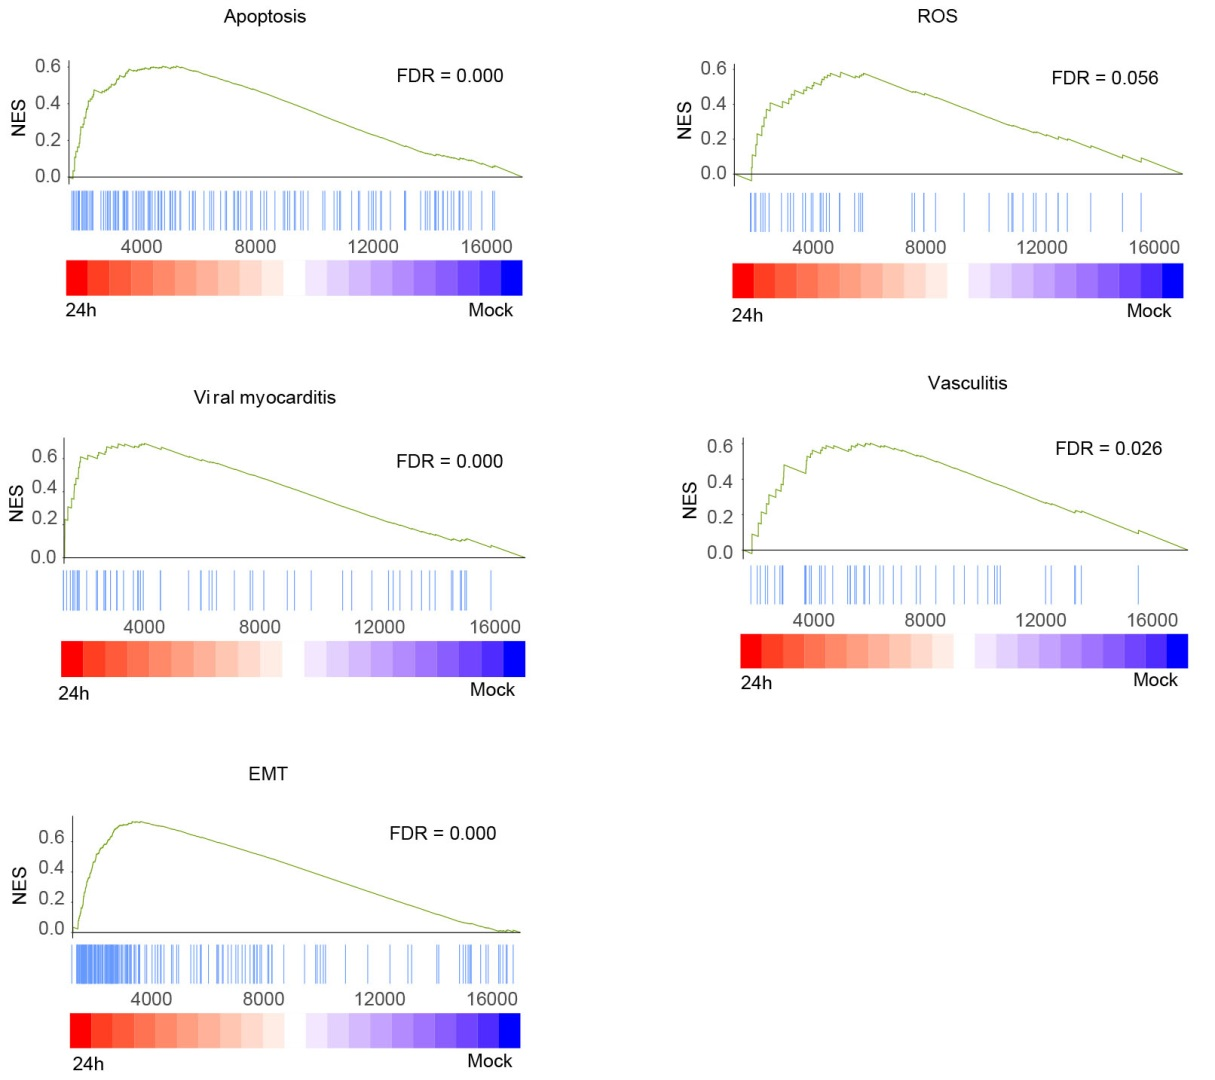 Apoptosis
NES
0.6
0.4
0.2
0.0
FDR = 0.000
4000 8000 12000 16000
24h Mock
ROS
NES
0.6
0.4
0.2
0.0
FDR = 0.056
4000 8000 12000 16000
24h Mock
Viral myocarditis
NES
0.6
0.4
0.2
0.0
FDR = 0.000
4000 8000 12000 16000
24h Mock
Vasculitis
NES
0.6
0.4
0.2
0.0
FDR = 0.026
4000 8000 12000 16000
24h Mock
EMT
NES
0.6
0.4
0.2
0.0
FDR = 0.000
4000 8000 12000 16000
24h Mock